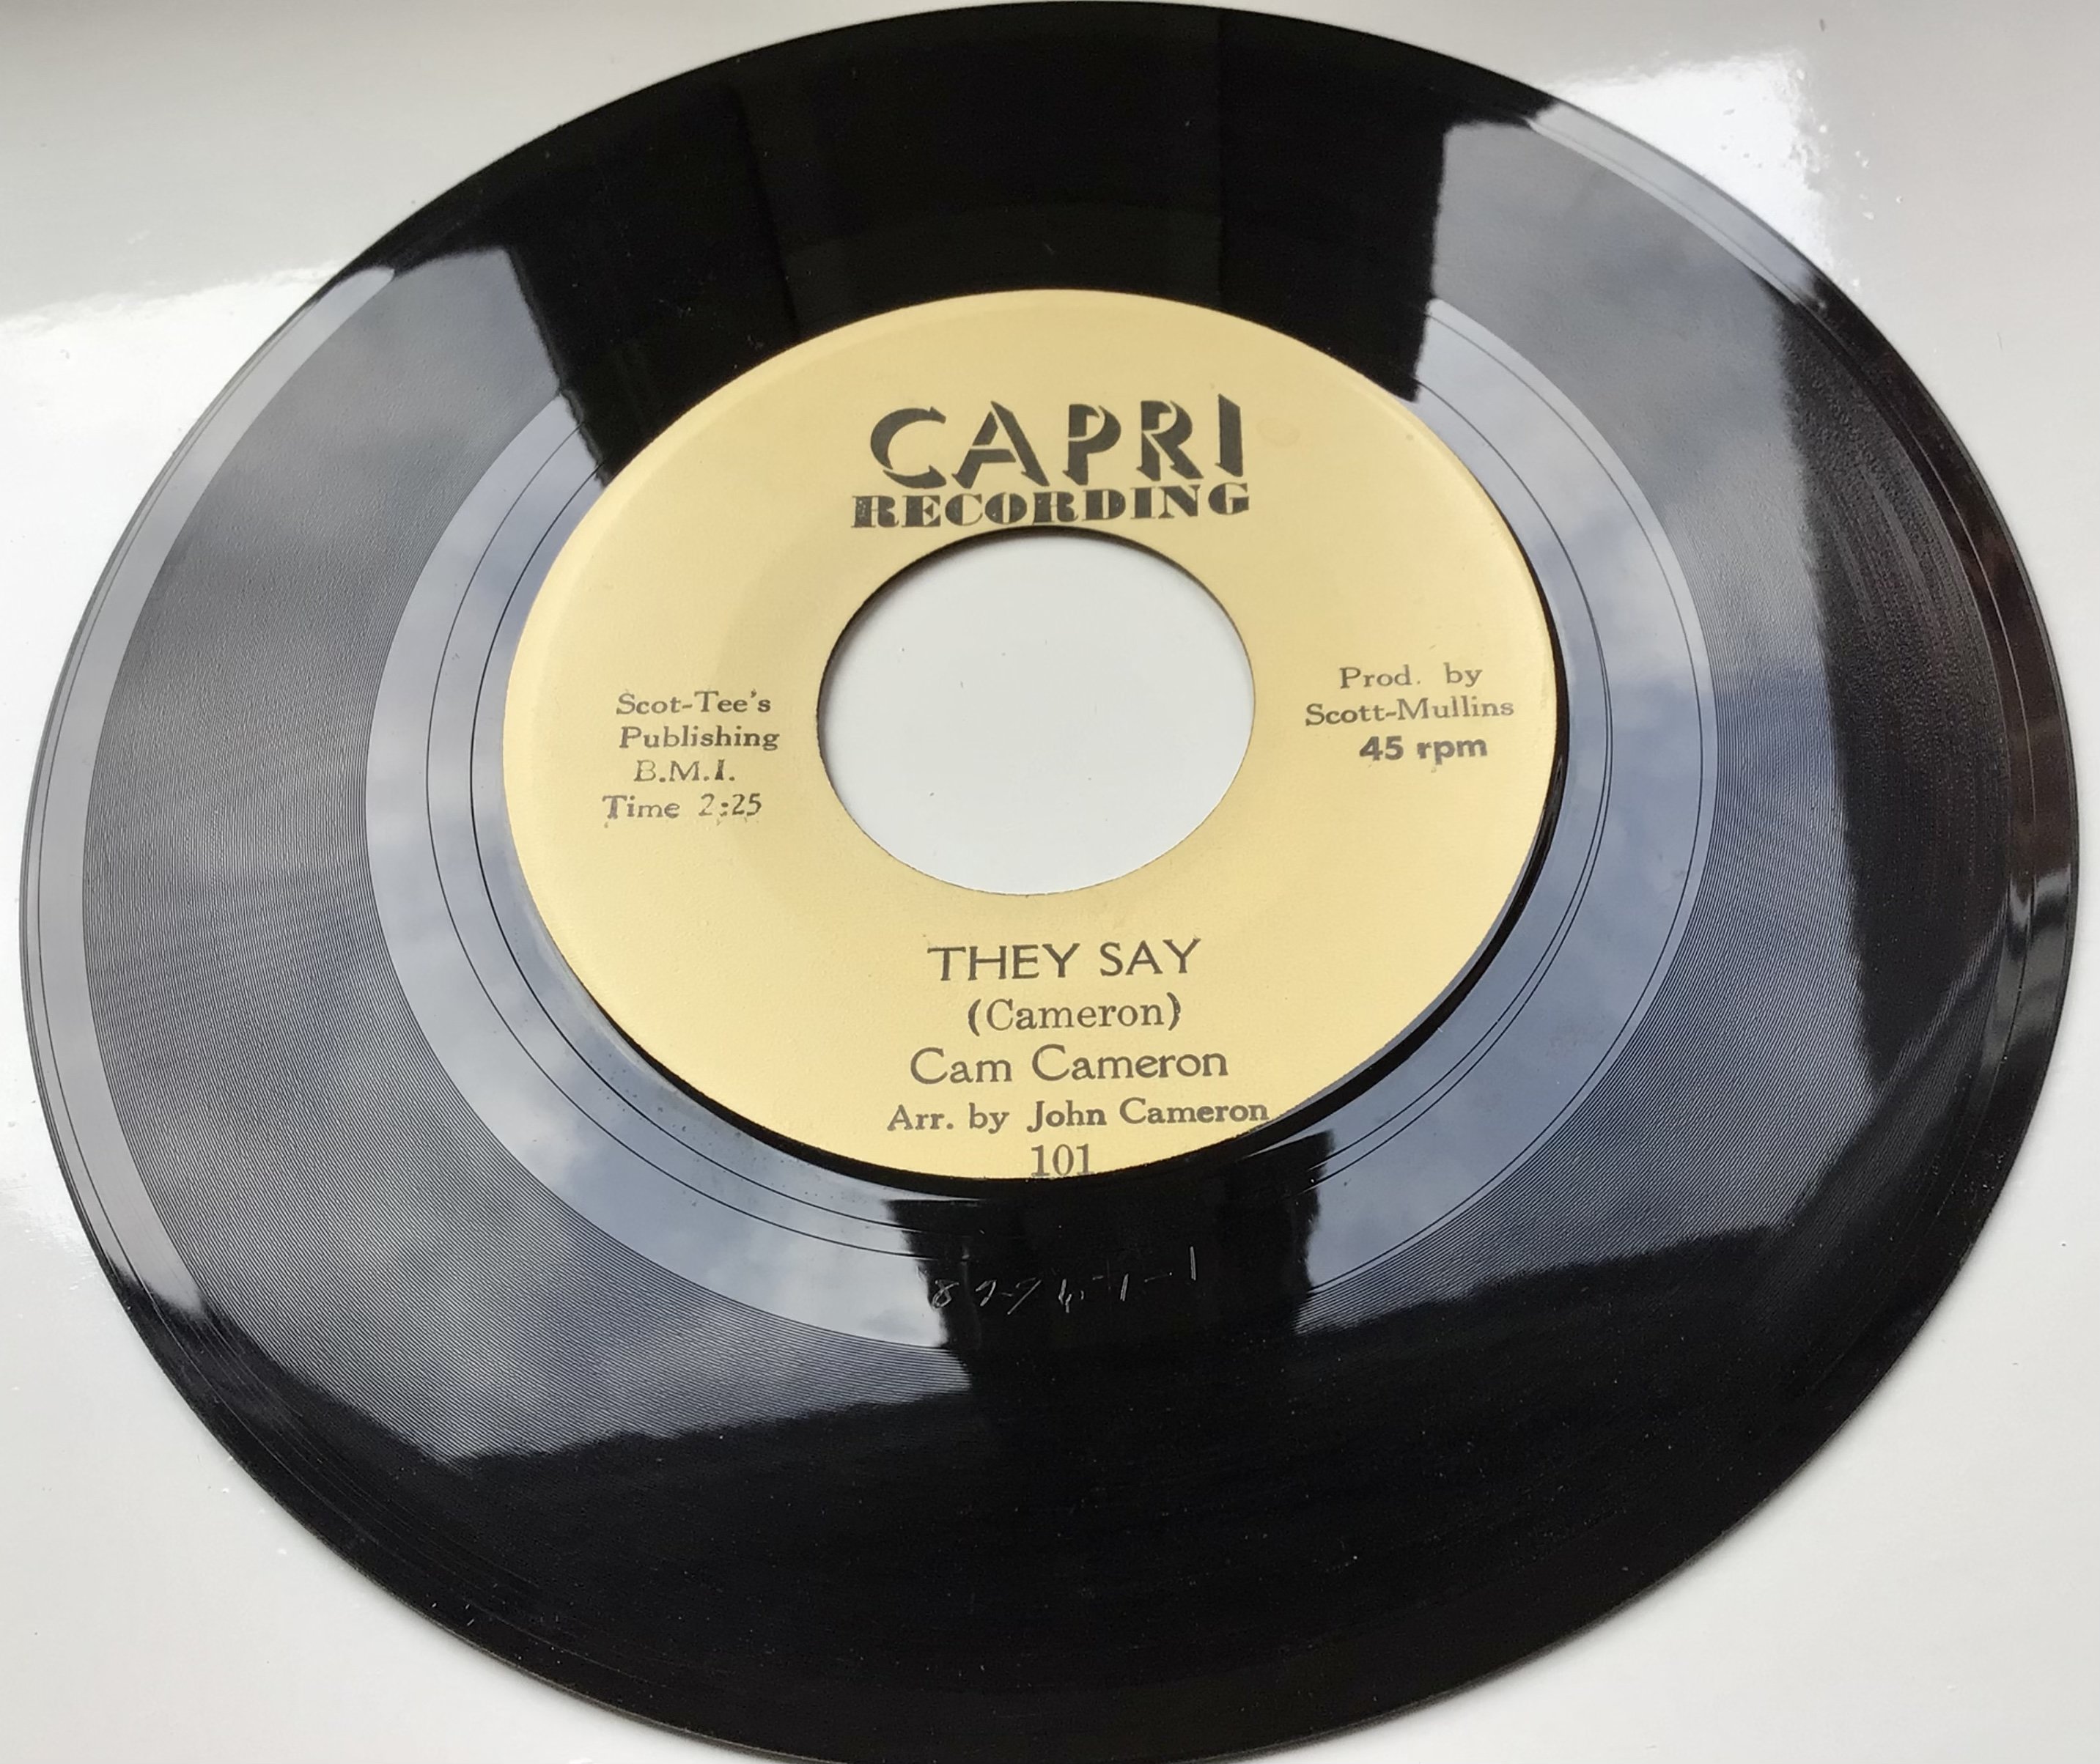 CAPRI
RECORDING
Scot-Tee's
Publishing
B.M.I.
Time 2:25
Prod. by
Scott-Mullins
45 rpm
THEY SAY
(Cameron)
Cam Cameron
Arr. by John Cameron
101